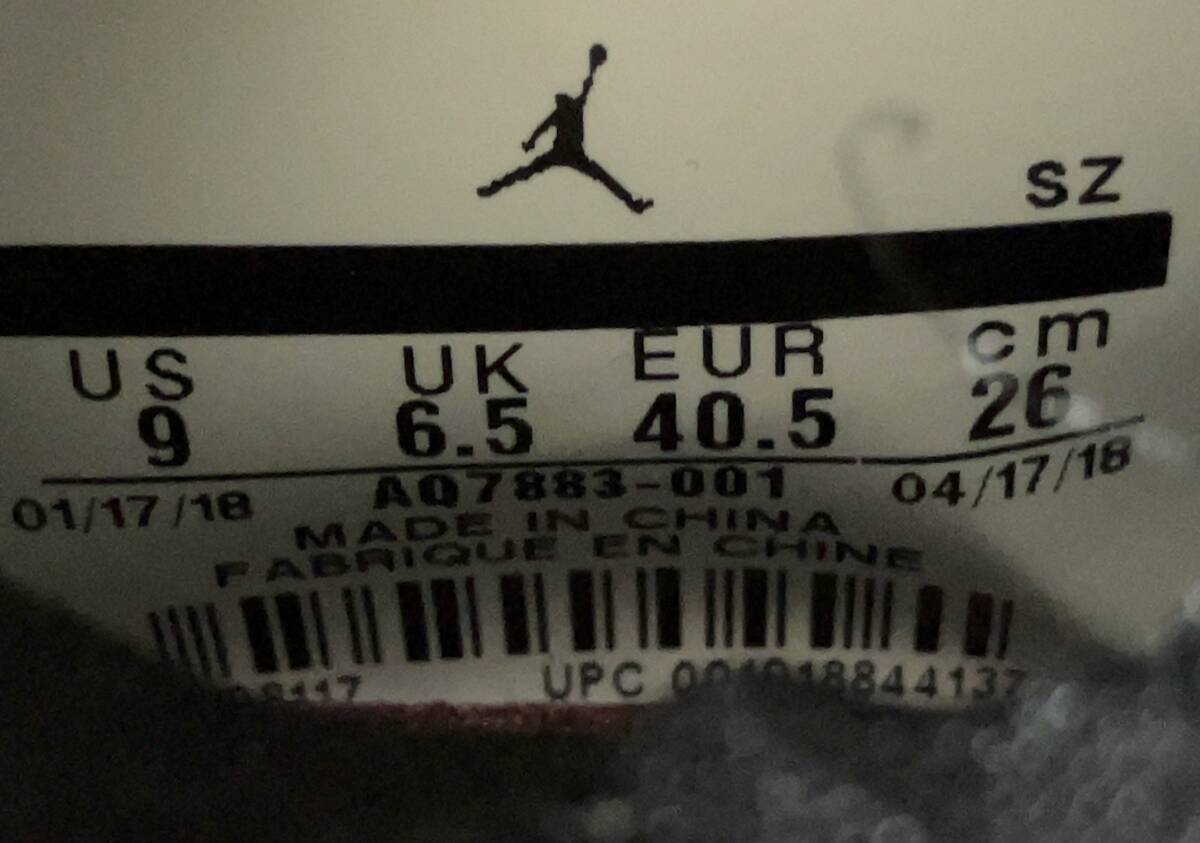 SZ
US UK EUR cm
9 6.5 40.5 26
01/17/18 AQ7883-001 04/17/18
MADE IN CHINA
FABRIQUE EN CHINE
UPC